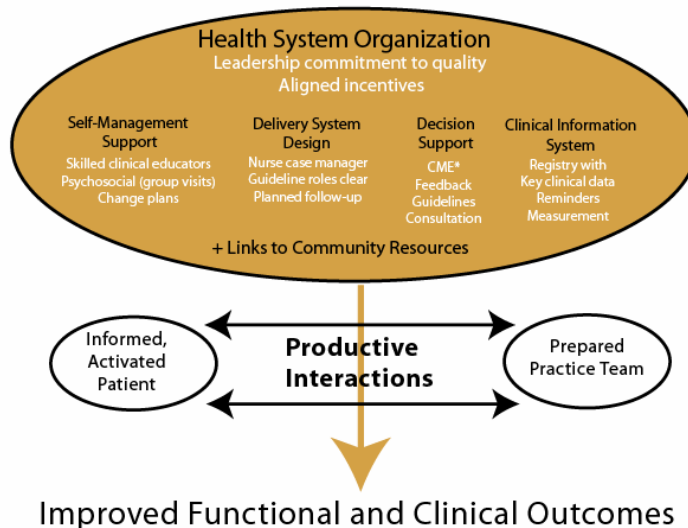 Health System Organization
Leadership commitment to quality
Aligned incentives
Self-Management
Support
Skilled clinical educators
Psychosocial (group visits)
Change plans
Delivery System
Design
Nurse case manager
Guideline roles clear
Planned follow-up
Decision
Support
CME*
Feedback
Guidelines
Consultation
Clinical Information
System
Registry with
Key clinical data
Reminders
Measurement
+ Links to Community Resources
Informed,
Activated
Patient
Productive
Interactions
Prepared
Practice Team
Improved Functional and Clinical Outcomes